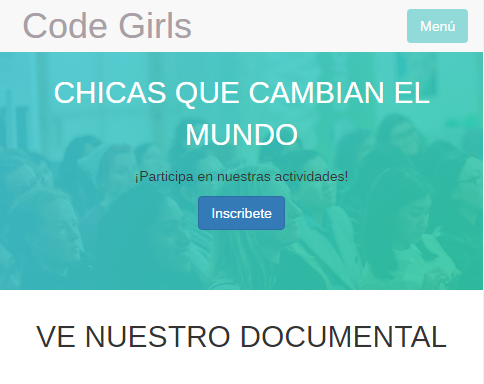 Code Girls
Menú
CHICAS QUE CAMBIAN EL
MUNDO
¡Participa en nuestras actividades!
Inscribete
VE NUESTRO DOCUMENTAL